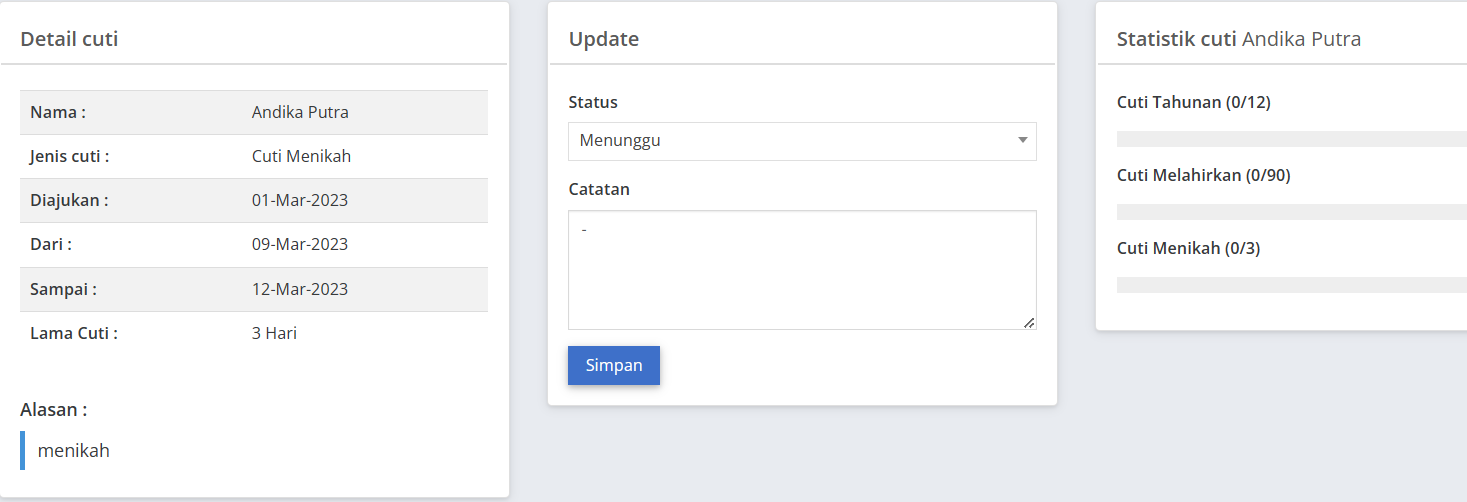 Detail cuti
Nama : Andika Putra
Jenis cuti : Cuti Menikah
Diajukan : 01-Mar-2023
Dari : 09-Mar-2023
Sampai : 12-Mar-2023
Lama Cuti : 3 Hari
Alasan :
menikah
Update
Status
Menunggu
Catatan
-
Simpan
Statistik cuti Andika Putra
Cuti Tahunan (0/12)
Cuti Melahirkan (0/90)
Cuti Menikah (0/3)